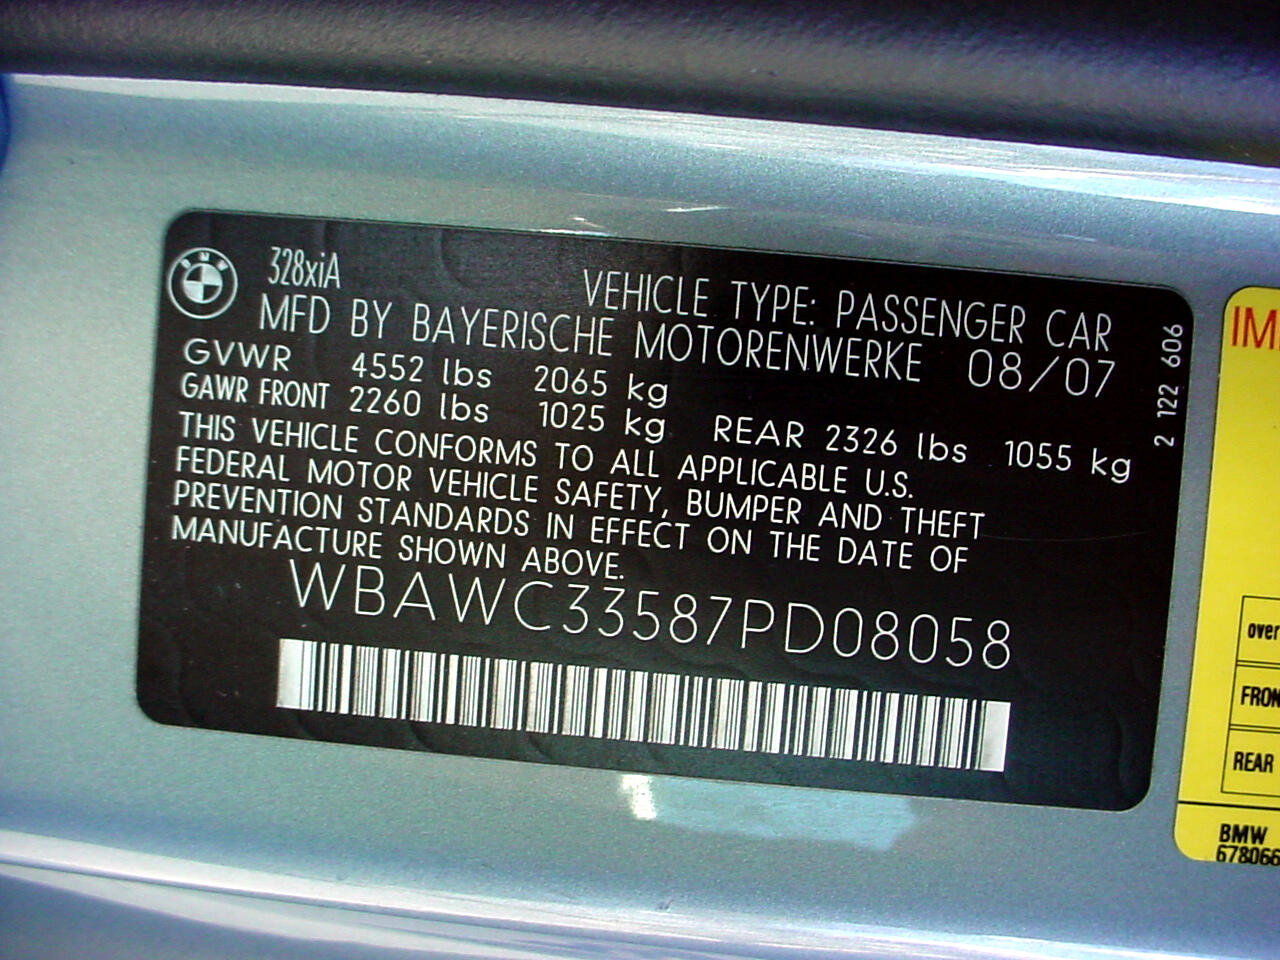 BMW
328xiA
VEHICLE TYPE: PASSENGER CAR
MFD BY BAYERISCHE MOTORENWERKE 08/07
GVWR 4552 lbs 2065 kg
GAWR FRONT 2260 lbs 1025 kg REAR 2326 lbs 1055 kg
THIS VEHICLE CONFORMS TO ALL APPLICABLE U.S.
FEDERAL MOTOR VEHICLE SAFETY, BUMPER AND THEFT
PREVENTION STANDARDS IN EFFECT ON THE DATE OF
MANUFACTURE SHOWN ABOVE.
WBAWC33587PD08058
2 122 606
IM
over
FRON
REAR
BMW
678066